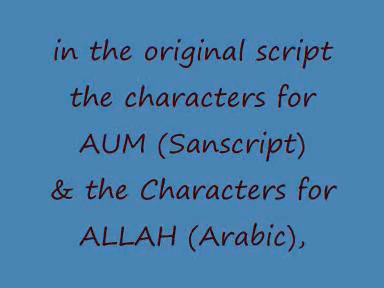 in the original script
the characters for
AUM (Sanscript)
& the Characters for
ALLAH (Arabic),